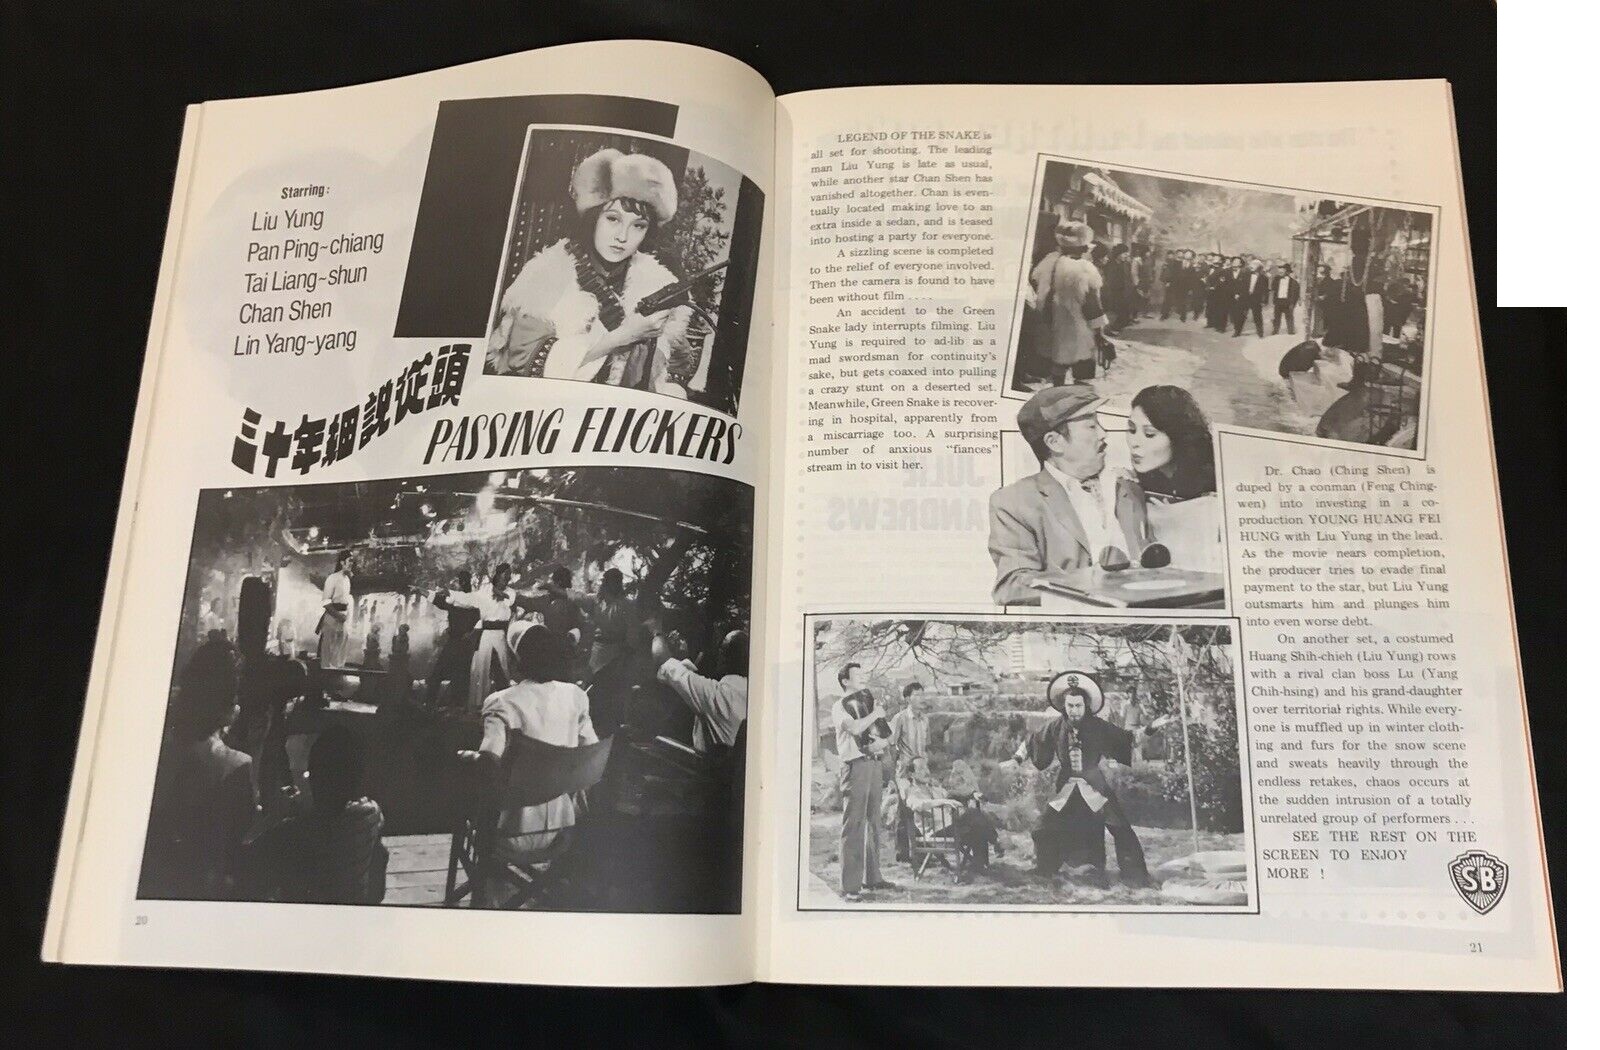 Starring:
Liu Yung
Pan Ping~chiang
Tai Liang~shun
Chan Shen
Lin Yang~yang
三十年細說從頭
PASSING FLICKERS
20
LEGEND OF THE SNAKE is
all set for shooting. The leading
man Liu Yung is late as usual,
while another star Chan Shen has
vanished altogether. Chan is even-
tually located making love to an
extra inside a sedan, and is teased
into hosting a party for everyone.
A sizzling scene is completed
to the relief of everyone involved.
Then the camera is found to have
been without film . . . .
An accident to the Green
Snake lady interrupts filming. Liu
Yung is required to ad-lib as a
mad swordsman for continuity's
sake, but gets coaxed into pulling
a crazy stunt on a deserted set.
Meanwhile, Green Snake is recover-
ing in hospital, apparently from
a miscarriage too. A surprising
number of anxious "fiances"
stream in to visit her.
JULIE
ANDREWS
Dr. Chao (Ching Shen) is
duped by a conman (Feng Ching-
wen) into investing in a co-
production YOUNG HUANG FEI
HUNG with Liu Yung in the lead.
As the movie nears completion,
the producer tries to evade final
payment to the star, but Liu Yung
outsmarts him and plunges him
into even worse debt.
On another set, a costumed
Huang Shih-chieh (Liu Yung) rows
with a rival clan boss Lu (Yang
Chih-hsing) and his grand-daughter
over territorial rights. While every-
one is muffled up in winter cloth-
ing and furs for the snow scene
and sweats heavily through the
endless retakes, chaos occurs at
the sudden intrusion of a totally
unrelated group of performers . . .
SEE THE REST ON THE
SCREEN TO ENJOY
MORE !
SB
21